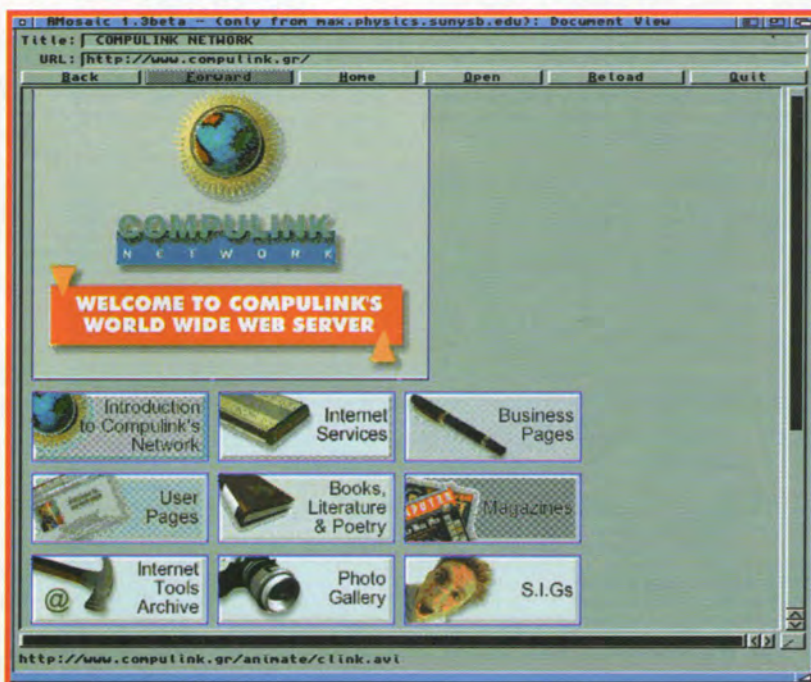 AMosaic 1.3beta -- (only from max.physics.sunysb.edu): Document View
Title: COMPULINK NETWORK
URL: http://www.compulink.gr/
Back Forward Home Open Reload Quit
COMPULINK
NETWORK
WELCOME TO COMPULINK'S
WORLD WIDE WEB SERVER
Introduction
to Compulink's
Network
Internet
Services
Business
Pages
User
Pages
Books,
Literature
& Poetry
Magazines
@
Internet
Tools
Archive
Photo
Gallery
S.I.Gs
http://www.compulink.gr/animate/clink.avi